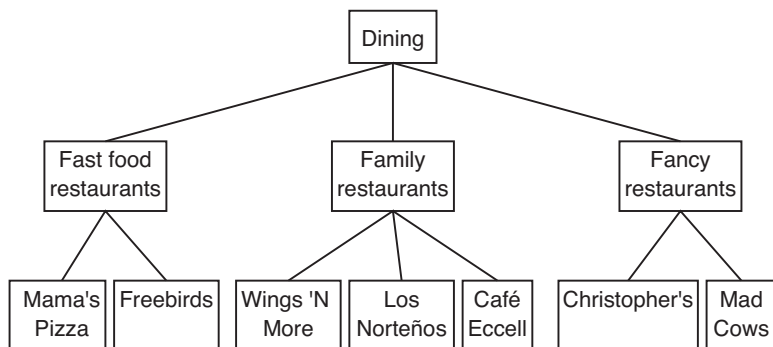 Dining
Fast food
restaurants
Family
restaurants
Fancy
restaurants
Mama's
Pizza
Freebirds
Wings 'N
More
Los
Norteños
Café
Eccell
Christopher's
Mad
Cows